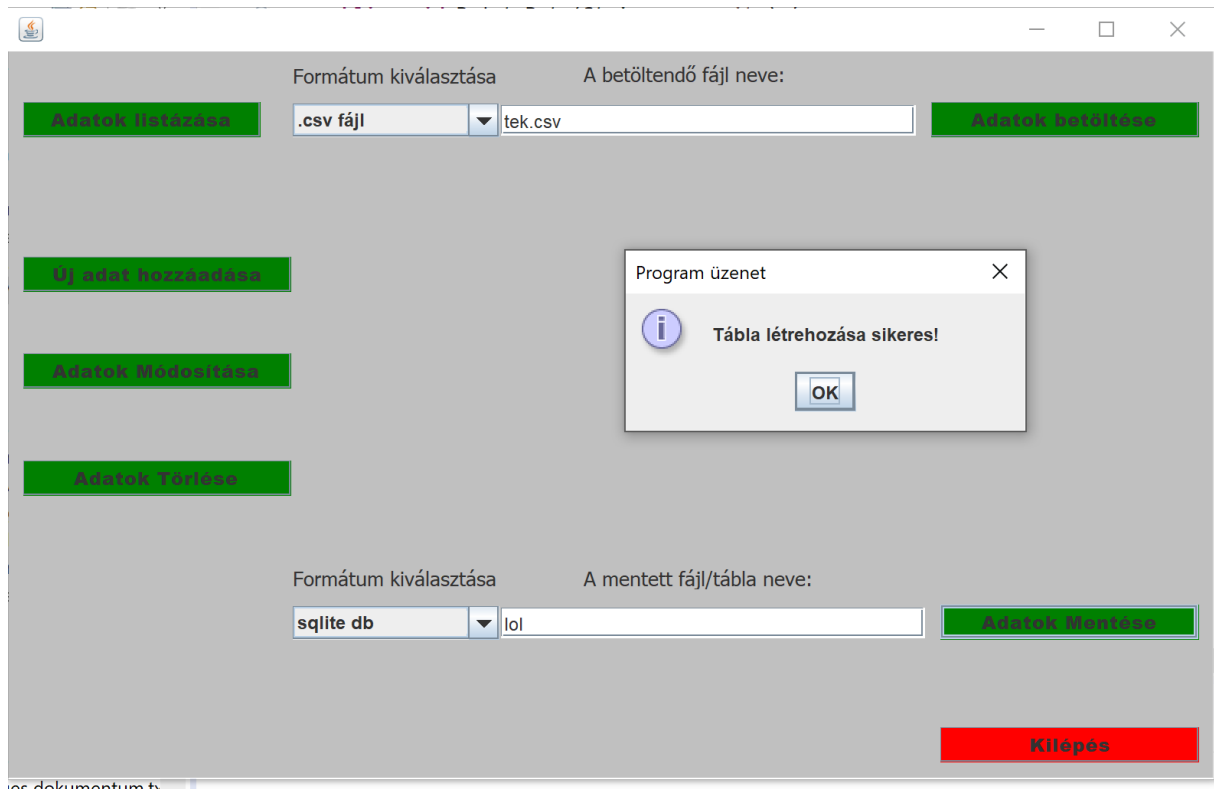 Formátum kiválasztása
A betöltendő fájl neve:
Adatok listázása
.csv fájl
tek.csv
Adatok betöltése
Új adat hozzáadása
Program üzenet
Tábla létrehozása sikeres!
OK
Adatok Módosítása
Adatok Törlése
Formátum kiválasztása
A mentett fájl/tábla neve:
sqlite db
lol
Adatok Mentése
Kilépés